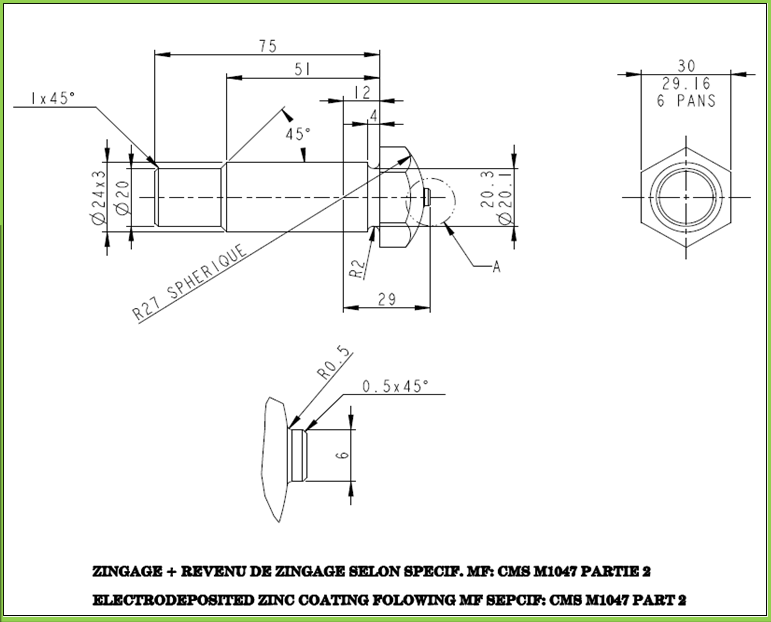 75
51
12
4
1x45°
45°
Ø24x3
Ø20
20.3
Ø20.1
R27 SPHERIQUE
R2
A
29
30
29.16
6 PANS
R0.5
0.5x45°
6
ZINGAGE + REVENU DE ZINGAGE SELON SPECIF. MF: CMS M1047 PARTIE 2
ELECTRODEPOSITED ZINC COATING FOLOWING MF SEPCIF: CMS M1047 PART 2